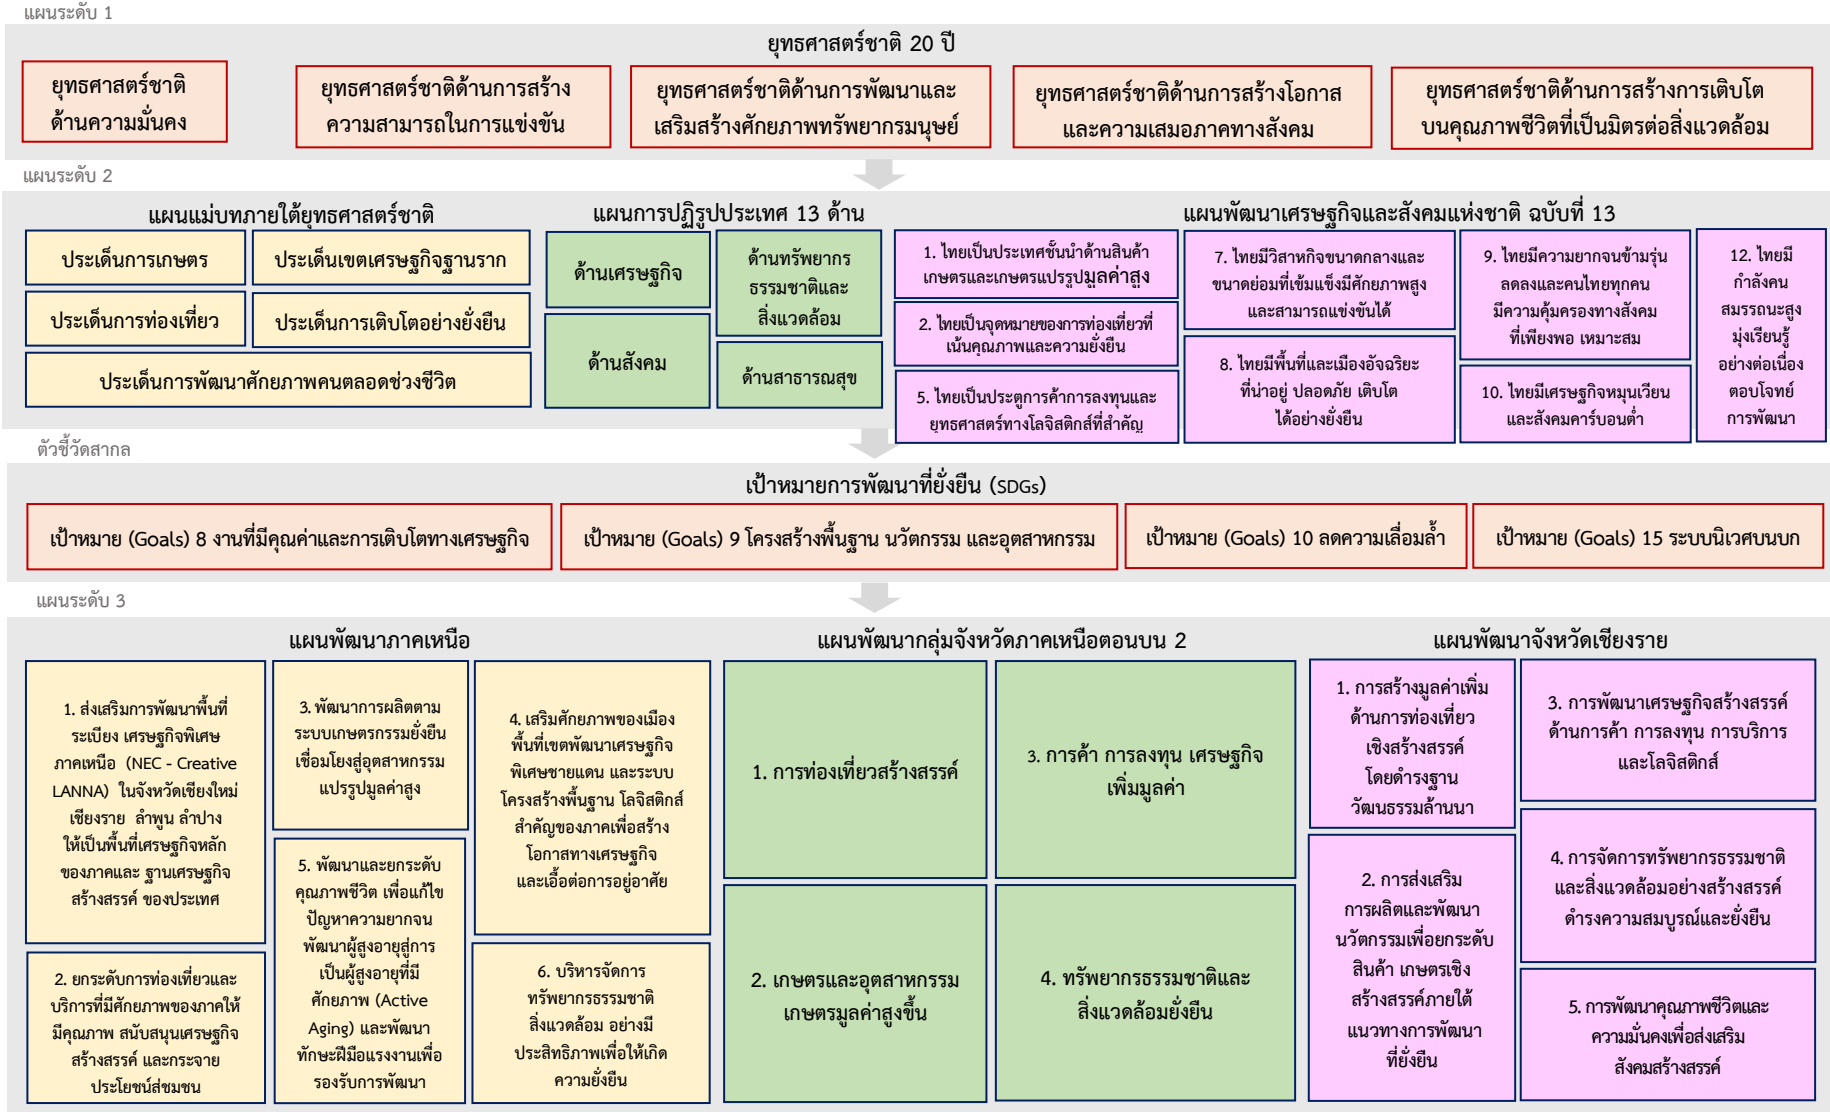 แผนระดับ 1
ยุทธศาสตร์ชาติ 20 ปี
ยุทธศาสตร์ชาติ
ด้านความมั่นคง
ยุทธศาสตร์ชาติด้านการสร้าง
ความสามารถในการแข่งขัน
ยุทธศาสตร์ชาติด้านการพัฒนาและ
เสริมสร้างศักยภาพทรัพยากรมนุษย์
ยุทธศาสตร์ชาติด้านการสร้างโอกาส
และความเสมอภาคทางสังคม
ยุทธศาสตร์ชาติด้านการสร้างการเติบโต
บนคุณภาพชีวิตที่เป็นมิตรต่อสิ่งแวดล้อม
แผนระดับ 2
แผนแม่บทภายใต้ยุทธศาสตร์ชาติ
ประเด็นการเกษตร
ประเด็นเขตเศรษฐกิจฐานราก
ประเด็นการท่องเที่ยว
ประเด็นการเติบโตอย่างยั่งยืน
ประเด็นการพัฒนาศักยภาพคนตลอดช่วงชีวิต
แผนการปฏิรูปประเทศ 13 ด้าน
ด้านเศรษฐกิจ
ด้านสังคม
ด้านทรัพยากร
ธรรมชาติและ
สิ่งแวดล้อม
ด้านสาธารณสุข
แผนพัฒนาเศรษฐกิจและสังคมแห่งชาติ ฉบับที่ 13
1. ไทยเป็นประเทศชั้นนำด้านสินค้า
เกษตรและเกษตรแปรรูปมูลค่าสูง
2. ไทยเป็นจุดหมายของการท่องเที่ยวที่
เน้นคุณภาพและความยั่งยืน
5. ไทยเป็นประตูการค้าการลงทุนและ
ยุทธศาสตร์ทางโลจิสติกส์ที่สำคัญ
7. ไทยมีวิสาหกิจขนาดกลางและ
ขนาดย่อมที่เข้มแข็งมีศักยภาพสูง
และสามารถแข่งขันได้
8. ไทยมีพื้นที่และเมืองอัจฉริยะ
ที่น่าอยู่ ปลอดภัย เติบโต
ได้อย่างยั่งยืน
9. ไทยมีความยากจนข้ามรุ่น
ลดลงและคนไทยทุกคน
มีความคุ้มครองทางสังคม
ที่เพียงพอ เหมาะสม
10. ไทยมีเศรษฐกิจหมุนเวียน
และสังคมคาร์บอนต่ำ
12. ไทยมี
กำลังคน
สมรรถนะสูง
มุ่งเรียนรู้
อย่างต่อเนื่อง
ตอบโจทย์
การพัฒนา
ตัวชี้วัดสากล
เป้าหมายการพัฒนาที่ยั่งยืน (SDGs)
เป้าหมาย (Goals) 8 งานที่มีคุณค่าและการเติบโตทางเศรษฐกิจ
เป้าหมาย (Goals) 9 โครงสร้างพื้นฐาน นวัตกรรม และอุตสาหกรรม
เป้าหมาย (Goals) 10 ลดความเลื่อมล้ำ
เป้าหมาย (Goals) 15 ระบบนิเวศบนบก
แผนระดับ 3
แผนพัฒนาภาคเหนือ
1. ส่งเสริมการพัฒนาพื้นที่
ระเบียง เศรษฐกิจพิเศษ
ภาคเหนือ (NEC - Creative
LANNA) ในจังหวัดเชียงใหม่
เชียงราย ลำพูน ลำปาง
ให้เป็นพื้นที่เศรษฐกิจหลัก
ของภาคและ ฐานเศรษฐกิจ
สร้างสรรค์ ของประเทศ
2. ยกระดับการท่องเที่ยวและ
บริการที่มีศักยภาพของภาคให้
มีคุณภาพ สนับสนุนเศรษฐกิจ
สร้างสรรค์ และกระจาย
ประโยชน์สู่ชุมชน
3. พัฒนาการผลิตตาม
ระบบเกษตรกรรมยั่งยืน
เชื่อมโยงสู่อุตสาหกรรม
แปรรูปมูลค่าสูง
5. พัฒนาและยกระดับ
คุณภาพชีวิต เพื่อแก้ไข
ปัญหาความยากจน
พัฒนาผู้สูงอายุสู่การ
เป็นผู้สูงอายุที่มี
ศักยภาพ (Active
Aging) และพัฒนา
ทักษะฝีมือแรงงานเพื่อ
รองรับการพัฒนา
4. เสริมศักยภาพของเมือง
พื้นที่เขตพัฒนาเศรษฐกิจ
พิเศษชายแดน และระบบ
โครงสร้างพื้นฐาน โลจิสติกส์
สำคัญของภาคเพื่อสร้าง
โอกาสทางเศรษฐกิจ
และเอื้อต่อการอยู่อาศัย
6. บริหารจัดการ
ทรัพยากรธรรมชาติ
สิ่งแวดล้อม อย่างมี
ประสิทธิภาพเพื่อให้เกิด
ความยั่งยืน
แผนพัฒนากลุ่มจังหวัดภาคเหนือตอนบน 2
1. การท่องเที่ยวสร้างสรรค์
2. เกษตรและอุตสาหกรรม
เกษตรมูลค่าสูงขึ้น
3. การค้า การลงทุน เศรษฐกิจ
เพิ่มมูลค่า
4. ทรัพยากรธรรมชาติและ
สิ่งแวดล้อมยั่งยืน
แผนพัฒนาจังหวัดเชียงราย
1. การสร้างมูลค่าเพิ่ม
ด้านการท่องเที่ยว
เชิงสร้างสรรค์
โดยดำรงฐาน
วัฒนธรรมล้านนา
2. การส่งเสริม
การผลิตและพัฒนา
นวัตกรรมเพื่อยกระดับ
สินค้า เกษตรเชิง
สร้างสรรค์ภายใต้
แนวทางการพัฒนา
ที่ยั่งยืน
3. การพัฒนาเศรษฐกิจสร้างสรรค์
ด้านการค้า การลงทุน การบริการ
และโลจิสติกส์
4. การจัดการทรัพยากรธรรมชาติ
และสิ่งแวดล้อมอย่างสร้างสรรค์
ดำรงความสมบูรณ์และยั่งยืน
5. การพัฒนาคุณภาพชีวิตและ
ความมั่นคงเพื่อส่งเสริม
สังคมสร้างสรรค์